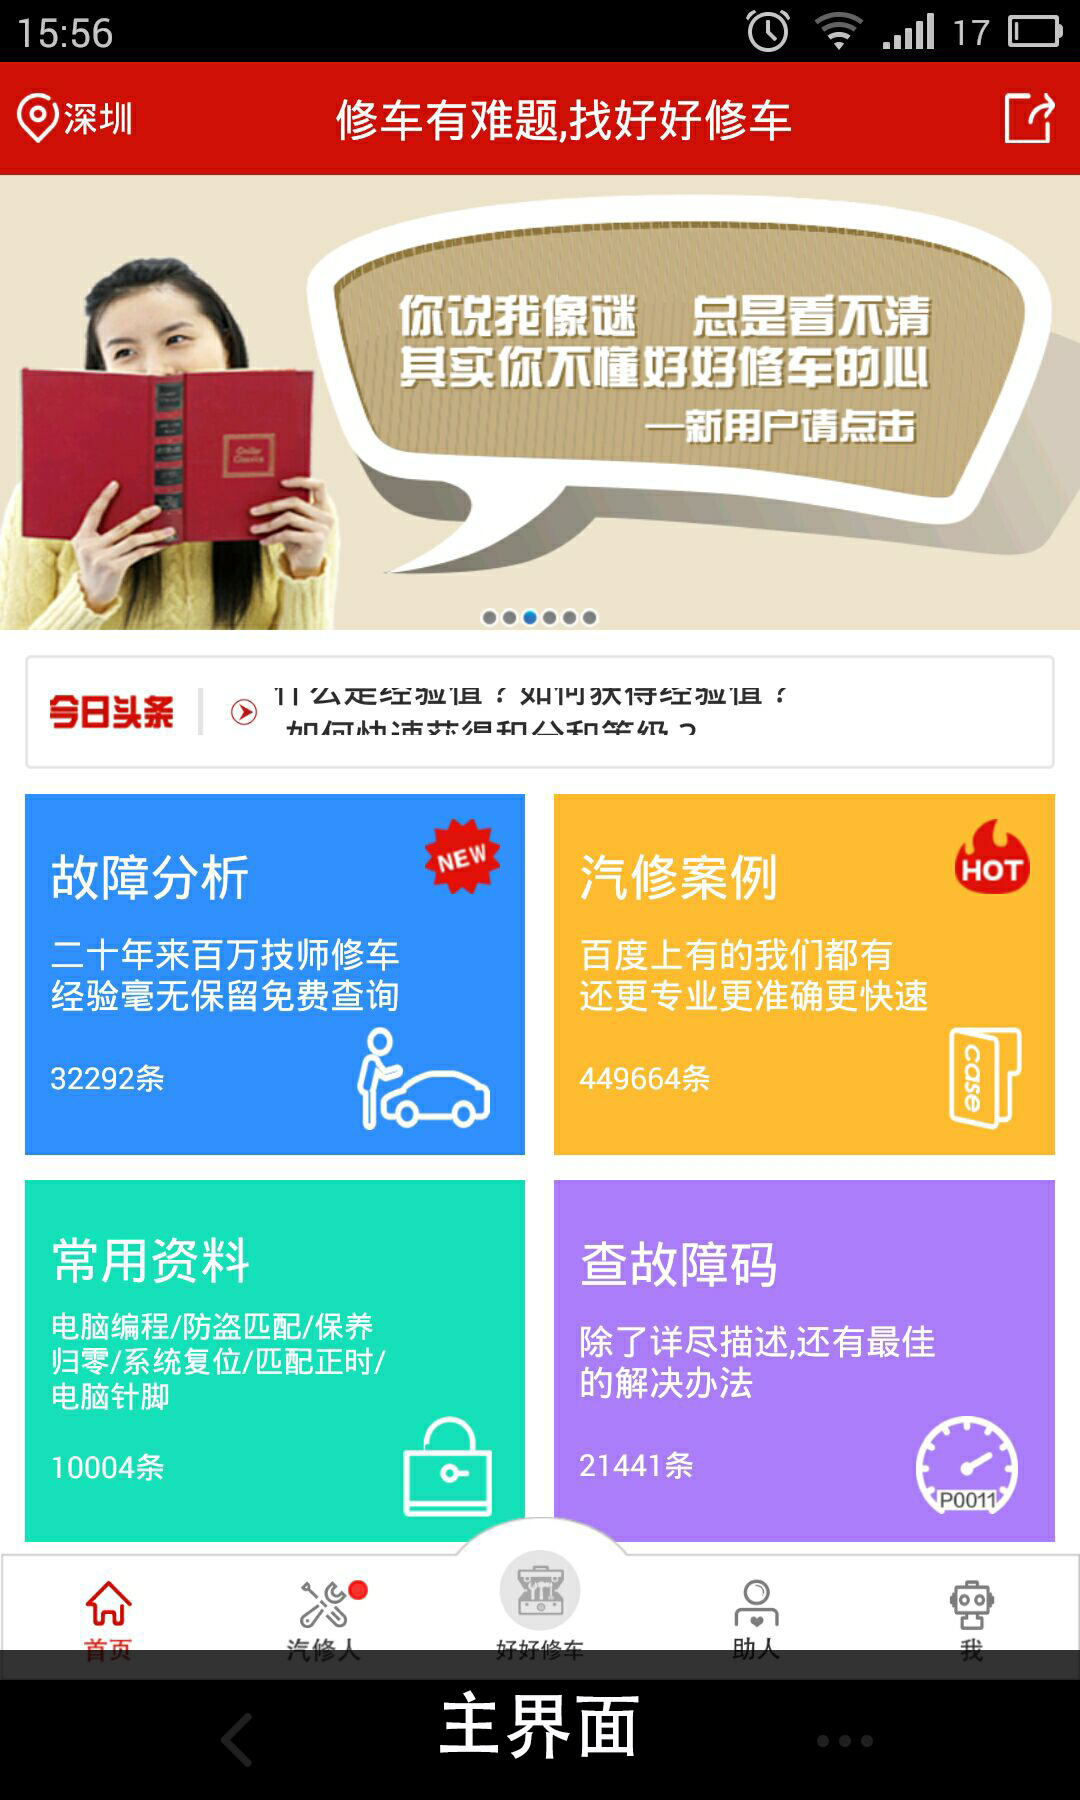 15:56
17
深圳
修车有难题,找好好修车
你说我像谜 总是看不清
其实你不懂好好修车的心
—新用户请点击
今日头条
什么是经验值？如何获得经验值？
如何快速获得积分和等级？
故障分析
NEW
二十年来百万技师修车
经验毫无保留免费查询
32292条
汽修案例
HOT
百度上有的我们都有
还更专业更准确更快速
449664条
case
常用资料
电脑编程/防盗匹配/保养
归零/系统复位/匹配正时/
电脑针脚
10004条
查故障码
除了详尽描述,还有最佳
的解决办法
21441条
P0011
首页
汽修人
好好修车
助人
我
主界面